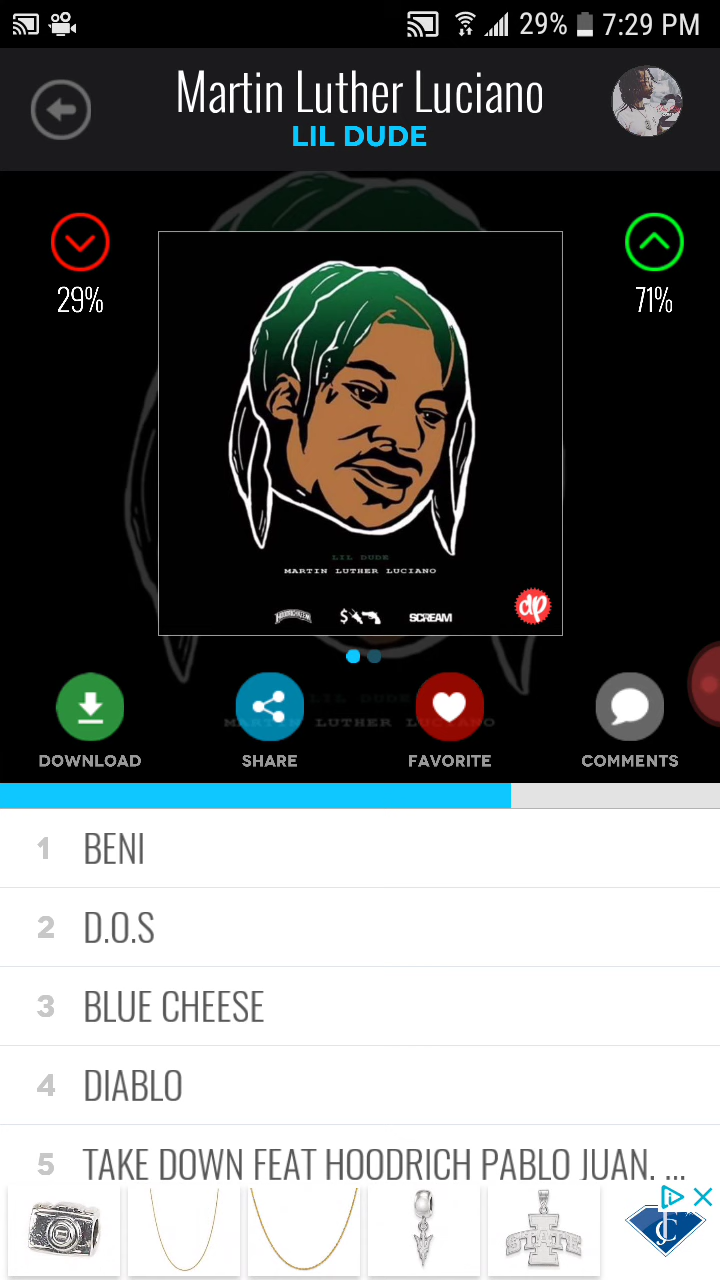 29% 7:29 PM
Martin Luther Luciano
LIL DUDE
29%
71%
LIL DUDE
MARTIN LUTHER LUCIANO
SCREAM
dp
DOWNLOAD
SHARE
FAVORITE
COMMENTS
1 BENI
2 D.O.S
3 BLUE CHEESE
4 DIABLO
5 TAKE DOWN FEAT HOODRICH PABLO JUAN, ...
STATE